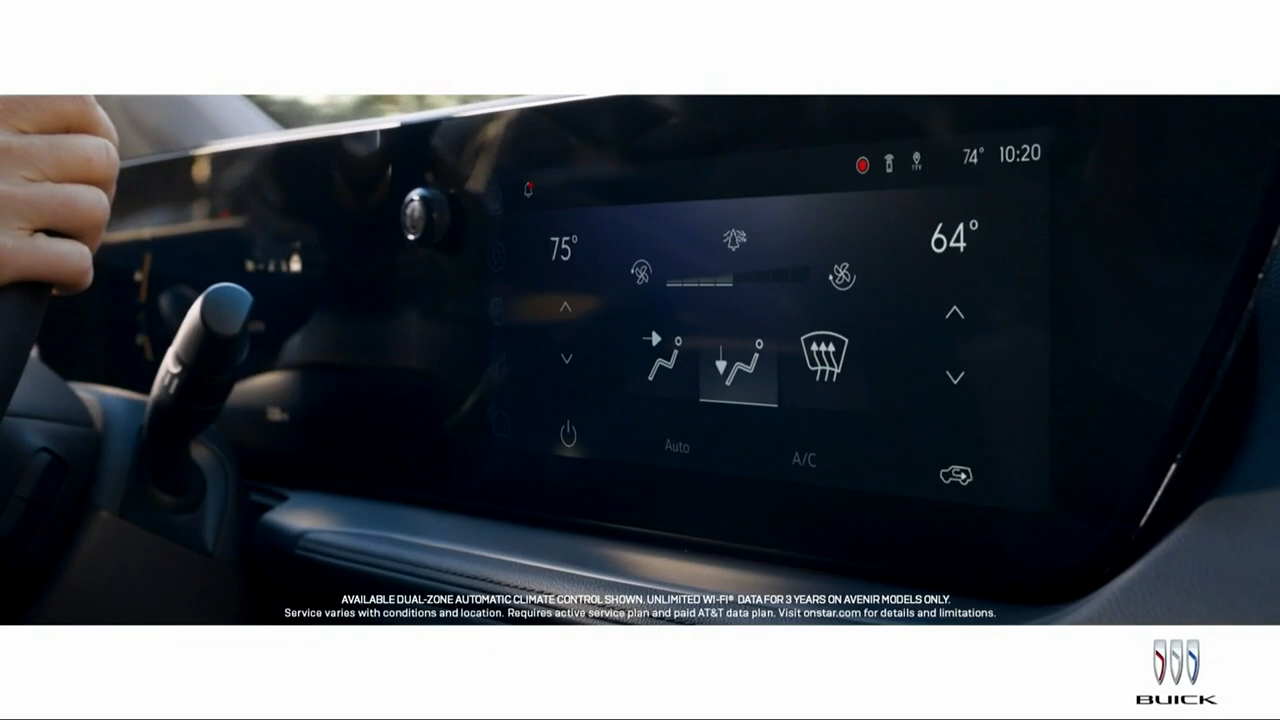 74° 10:20
75°
64°
Auto
A/C
AVAILABLE DUAL-ZONE AUTOMATIC CLIMATE CONTROL SHOWN. UNLIMITED WI-FI® DATA FOR 3 YEARS ON AVENIR MODELS ONLY.
Service varies with conditions and location. Requires active service plan and paid AT&T data plan. Visit onstar.com for details and limitations.
BUICK